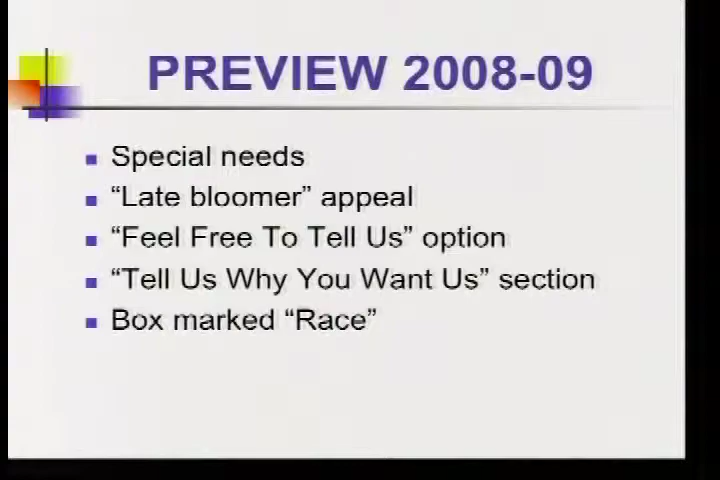 PREVIEW 2008-09
Special needs
“Late bloomer” appeal
“Feel Free To Tell Us” option
“Tell Us Why You Want Us” section
Box marked “Race”